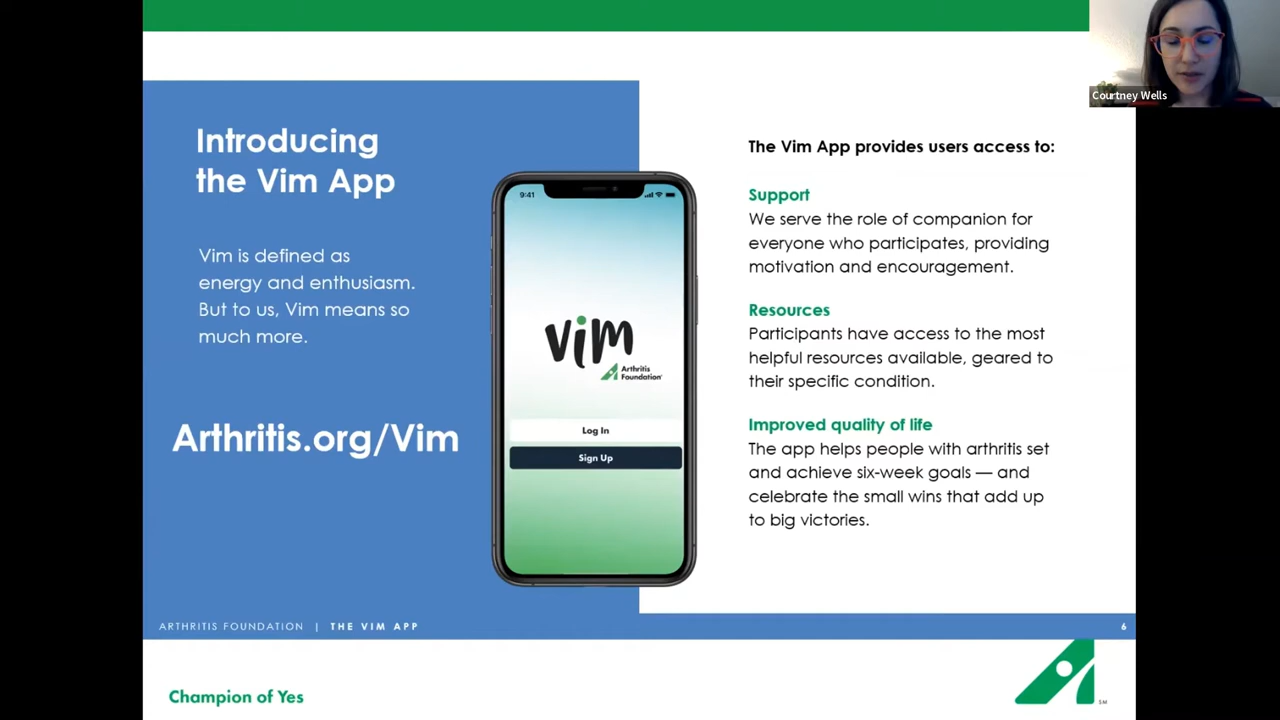 Courtney Wells
Introducing
the Vim App
Vim is defined as
energy and enthusiasm.
But to us, Vim means so
much more.
Arthritis.org/Vim
9:41
vim
Arthritis
Foundation
Log In
Sign Up
The Vim App provides users access to:
Support
We serve the role of companion for
everyone who participates, providing
motivation and encouragement.
Resources
Participants have access to the most
helpful resources available, geared to
their specific condition.
Improved quality of life
The app helps people with arthritis set
and achieve six-week goals — and
celebrate the small wins that add up
to big victories.
ARTHRITIS FOUNDATION | THE VIM APP
6
Champion of Yes
SM